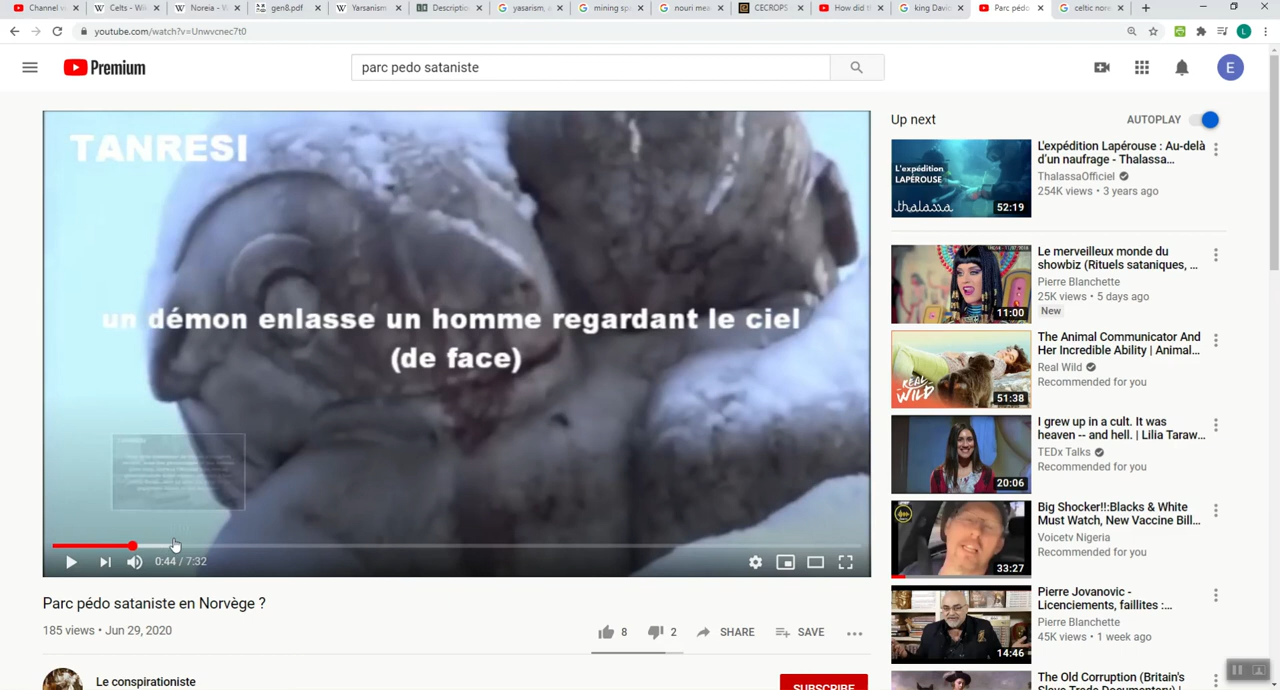 Channel v
Celts - Wik
Noreia - W
gen8.pdf
Yarsanism
Description
yasarism,
mining sp
nouri mea
CECROPS
How did th
king Davi
Parc pédo
celtic nor
youtube.com/watch?v=Unwvcnec7t0
L
Premium
parc pedo sataniste
E
TANRESI
un démon enlasse un homme regardant le ciel
(de face)
0:44 / 7:32
Parc pédo sataniste en Norvège ?
185 views • Jun 29, 2020
8
2
SHARE
SAVE
Le conspirationiste
SUBSCRIBE
Up next
AUTOPLAY
L'expédition
LAPÉROUSE
thalassa
52:19
L'expédition Lapérouse : Au-delà
d'un naufrage - Thalassa...
ThalassaOfficiel
254K views • 3 years ago
11:00
Le merveilleux monde du
showbiz (Rituels sataniques, ...
Pierre Blanchette
25K views • 5 days ago
New
REAL
WILD
51:38
The Animal Communicator And
Her Incredible Ability | Animal...
Real Wild
Recommended for you
20:06
I grew up in a cult. It was
heaven -- and hell. | Lilia Taraw...
TEDx Talks
Recommended for you
33:27
Big Shocker!!:Blacks & White
Must Watch, New Vaccine Bill...
Voicetv Nigeria
Recommended for you
14:46
Pierre Jovanovic -
Licenciements, faillites :...
Pierre Blanchette
45K views • 1 week ago
The Old Corruption (Britain's
Slave Trade Documentary) |